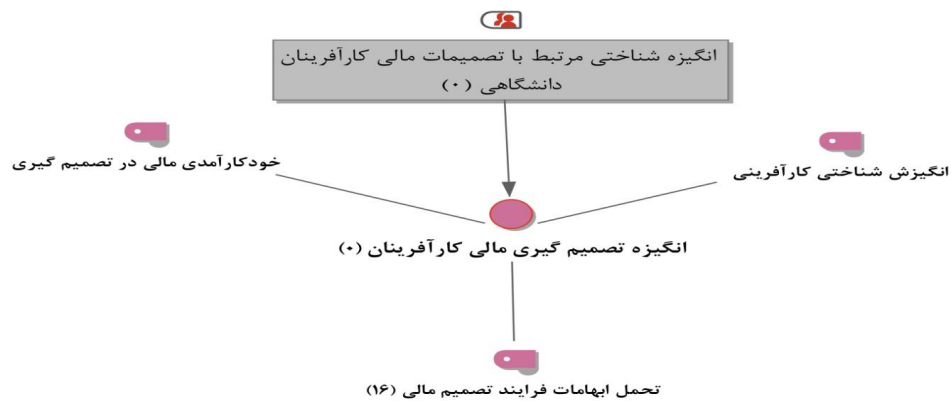 انگیزه شناختی مرتبط با تصمیمات مالی کارآفرینان
دانشگاهی (۰)
انگیزش شناختی کارآفرینی
خودکارآمدی مالی در تصمیم گیری
انگیزه تصمیم گیری مالی کارآفرینان (۰)
تحمل ابهامات فرایند تصمیم مالی (۱۶)